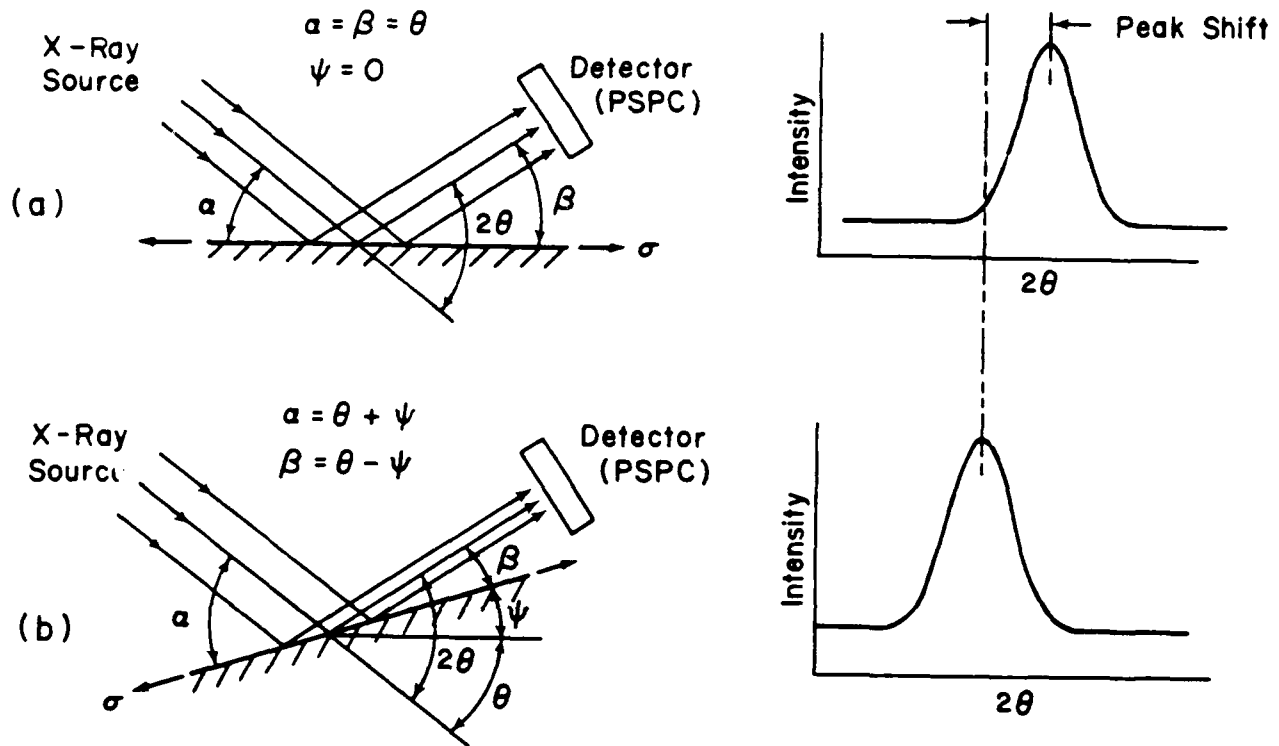 α = β = θ
ψ = 0
X-Ray
Source
Detector
(PSPC)
(a)
α
2θ
β
σ
Peak Shift
Intensity
2θ
α = θ + ψ
β = θ - ψ
X-Ray
Detector
(PSPC)
(b)
α
β
ψ
2θ
θ
σ
Intensity
2θ